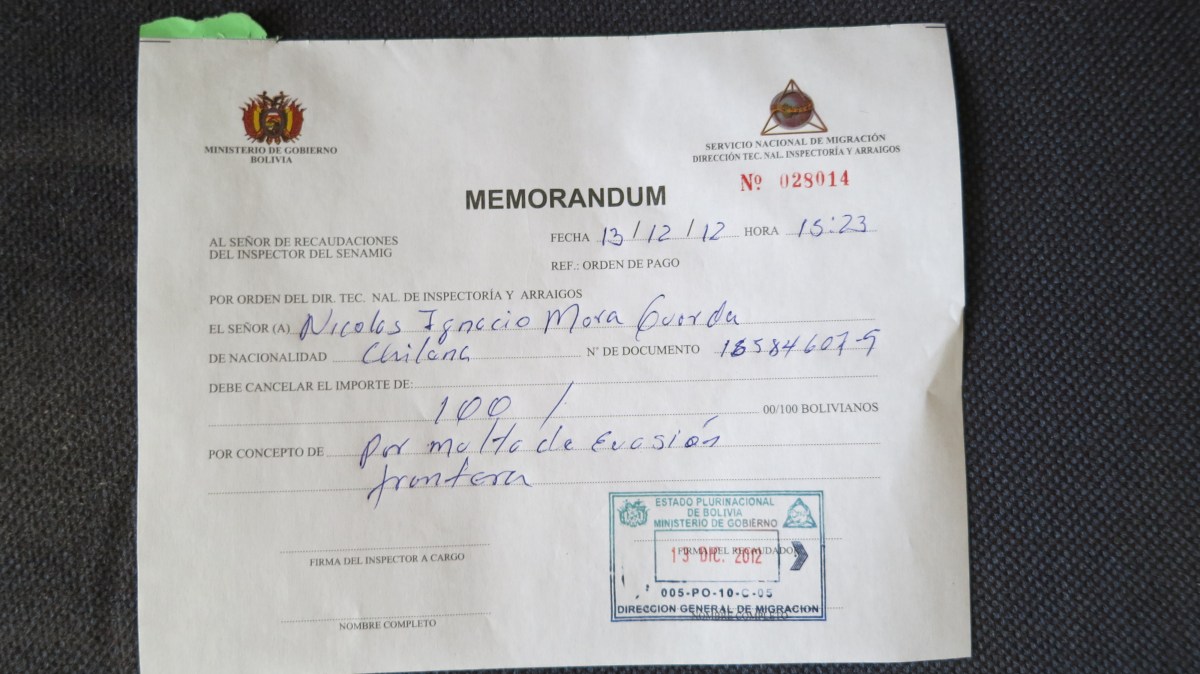 MINISTERIO DE GOBIERNO
BOLIVIA
SERVICIO NACIONAL DE MIGRACIÓN
DIRECCIÓN TEC. NAL. INSPECTORÍA Y ARRAIGOS
Nº 028014
MEMORANDUM
AL SEÑOR DE RECAUDACIONES
DEL INSPECTOR DEL SENAMIG
FECHA 13/12/12 HORA 15:23
REF.: ORDEN DE PAGO
POR ORDEN DEL DIR. TEC. NAL. DE INSPECTORÍA Y ARRAIGOS
EL SEÑOR (A) Nicolas Ignacio Mora Guarda
DE NACIONALIDAD Chilena N° DE DOCUMENTO 18584607-9
DEBE CANCELAR EL IMPORTE DE:
100 / 00/100 BOLIVIANOS
POR CONCEPTO DE Por multa de Evasión
frontera
ESTADO PLURINACIONAL
DE BOLIVIA
MINISTERIO DE GOBIERNO
FIRMA DEL RECAUDADOR
13 DIC. 2012
005-PO-10-C-05
DIRECCION GENERAL DE MIGRACION
NOMBRE COMPLETO
FIRMA DEL INSPECTOR A CARGO
NOMBRE COMPLETO